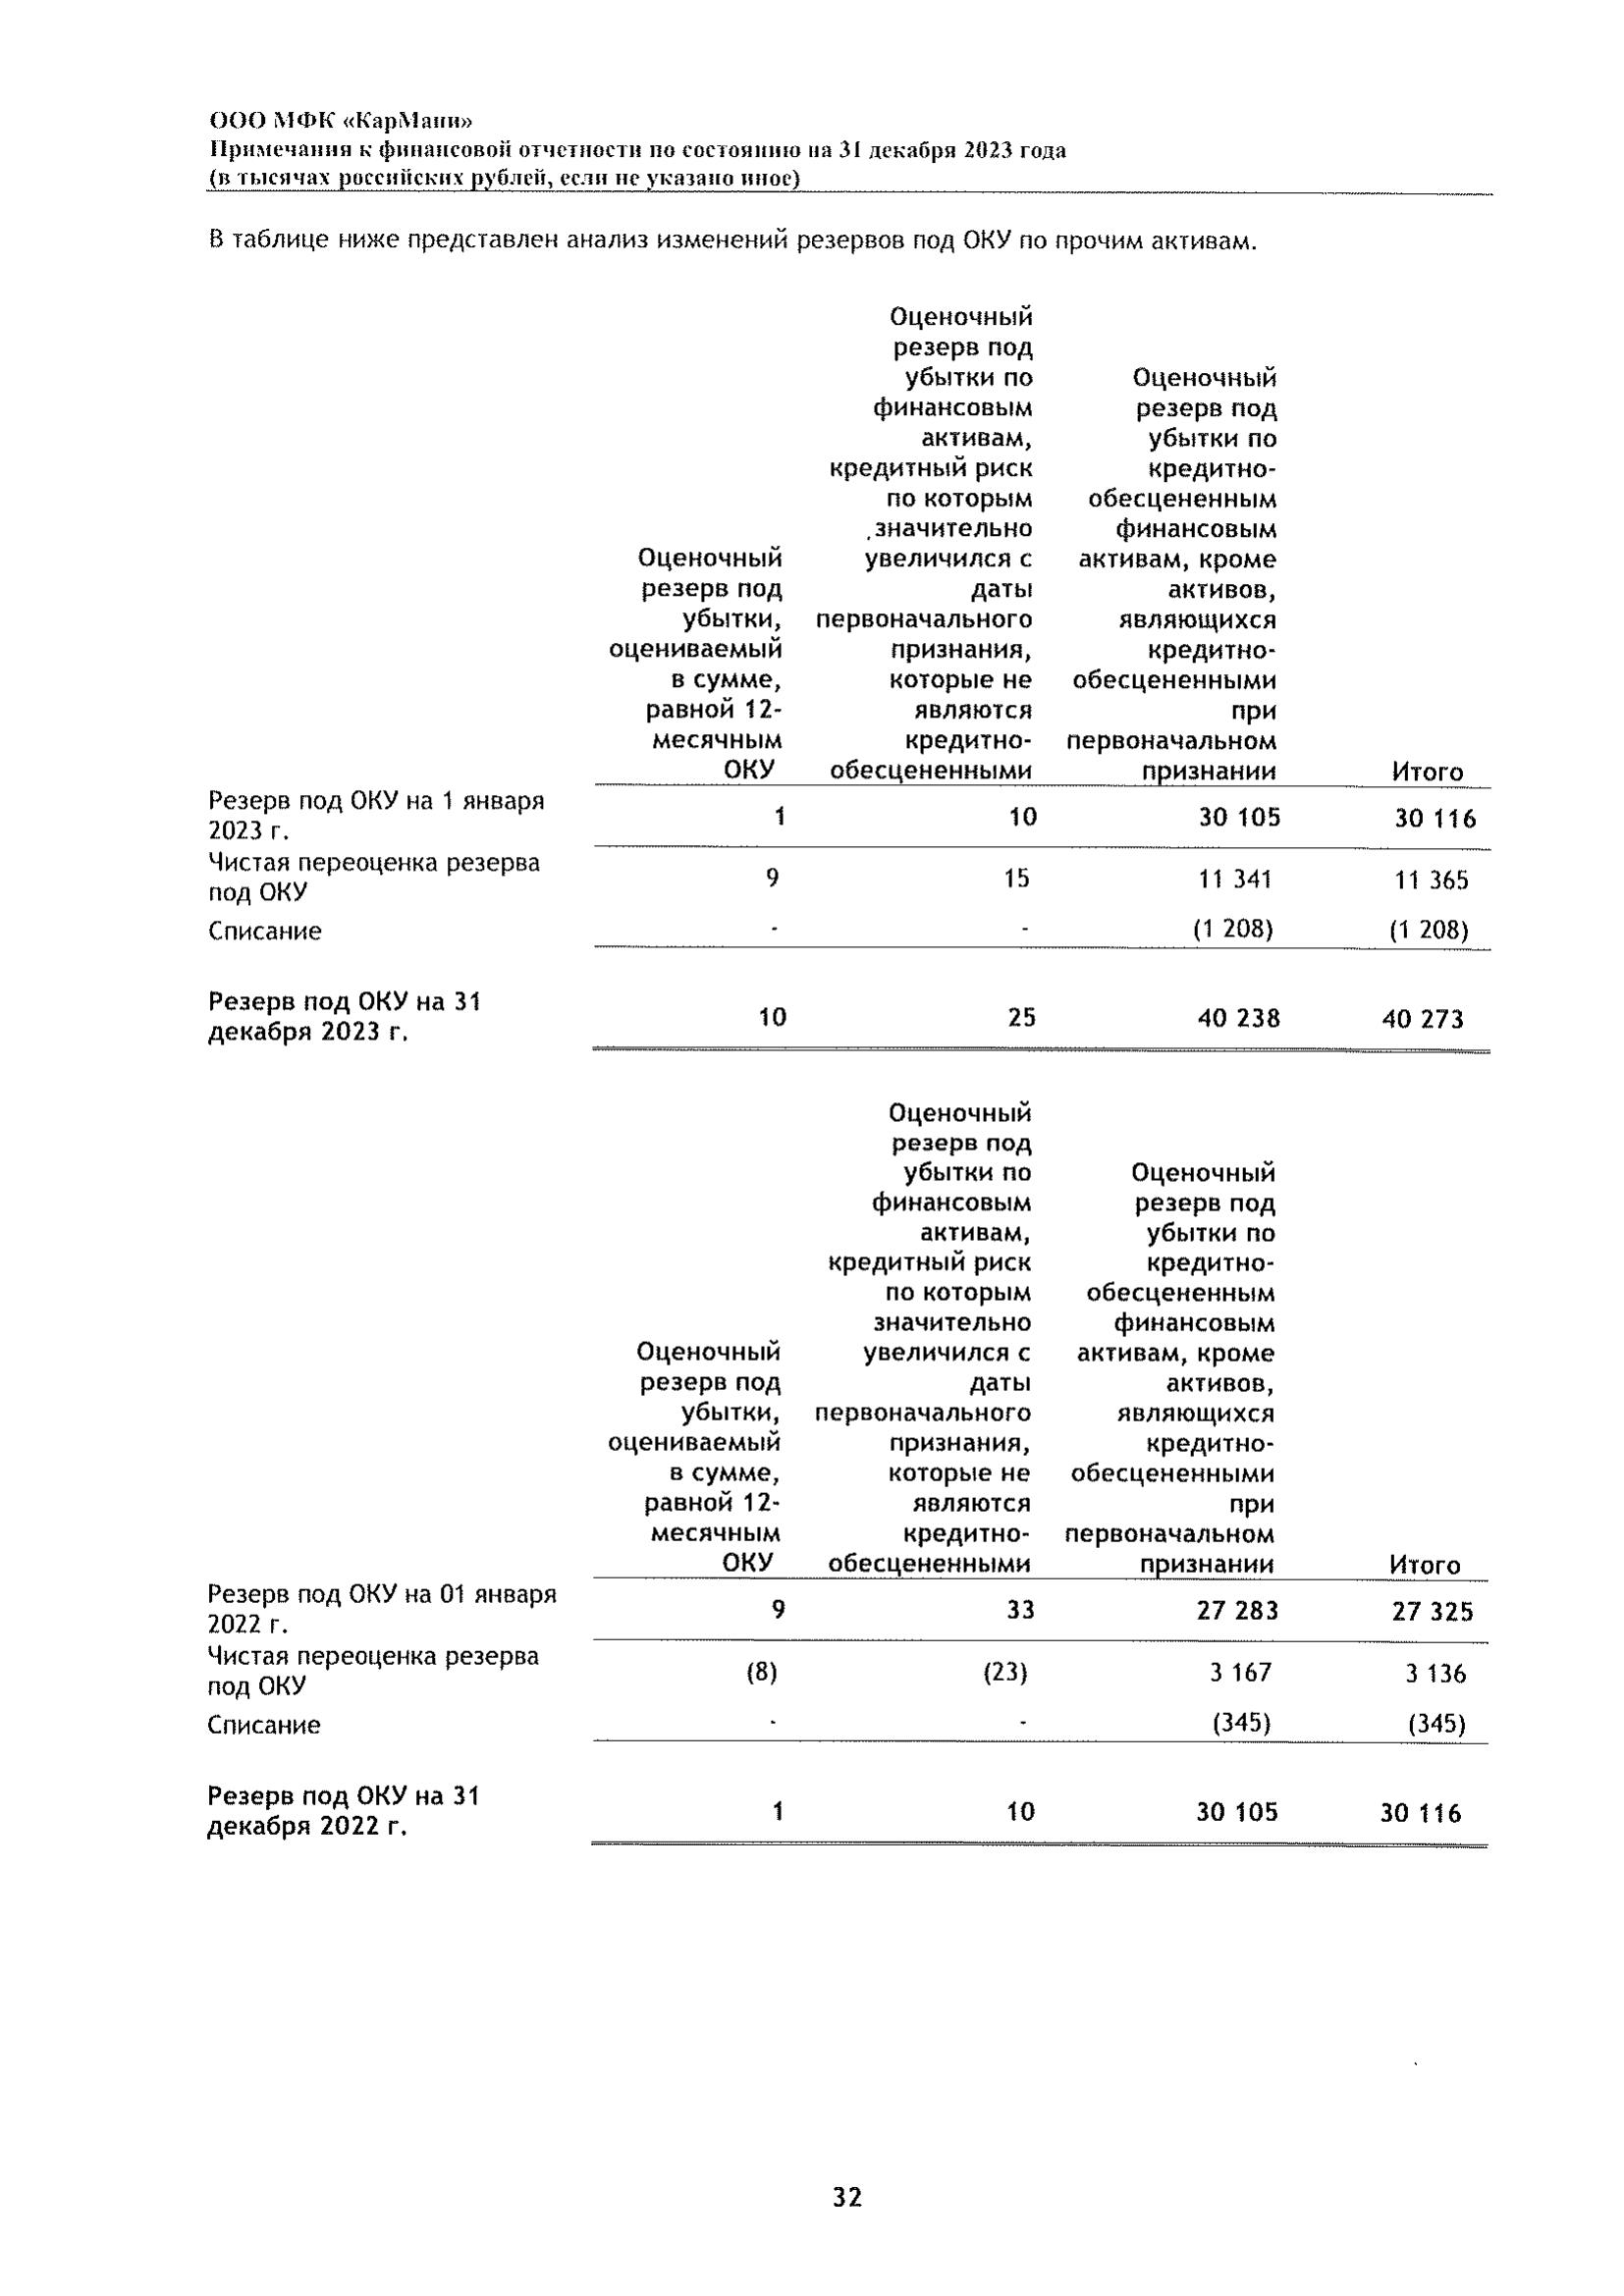 ООО МФК «КарМани»
Примечания к финансовой отчетности по состоянию на 31 декабря 2023 года
(в тысячах российских рублей, если не указано иное)
В таблице ниже представлен анализ изменений резервов под ОКУ по прочим активам.
Оценочный
резерв под
убытки,
оцениваемый
в сумме,
равной 12-
месячным
ОКУ
Оценочный
резерв под
убытки по
финансовым
активам,
кредитный риск
по которым
значительно
увеличился с
даты
первоначального
признания,
которые не
являются
кредитно-
обесцененными
Оценочный
резерв под
убытки по
кредитно-
обесцененным
финансовым
активам, кроме
активов,
являющихся
кредитно-
обесцененными
при
первоначальном
признании
Итого
Резерв под ОКУ на 1 января
2023 г.
1 10 30 105 30 116
Чистая переоценка резерва
под ОКУ
9 15 11 341 11 365
Списание - - (1 208) (1 208)
Резерв под ОКУ на 31
декабря 2023 г.
10 25 40 238 40 273
Оценочный
резерв под
убытки,
оцениваемый
в сумме,
равной 12-
месячным
ОКУ
Оценочный
резерв под
убытки по
финансовым
активам,
кредитный риск
по которым
значительно
увеличился с
даты
первоначального
признания,
которые не
являются
кредитно-
обесцененными
Оценочный
резерв под
убытки по
кредитно-
обесцененным
финансовым
активам, кроме
активов,
являющихся
кредитно-
обесцененными
при
первоначальном
признании
Итого
Резерв под ОКУ на 01 января
2022 г.
9 33 27 283 27 325
Чистая переоценка резерва
под ОКУ
(8) (23) 3 167 3 136
Списание - - (345) (345)
Резерв под ОКУ на 31
декабря 2022 г.
1 10 30 105 30 116
32